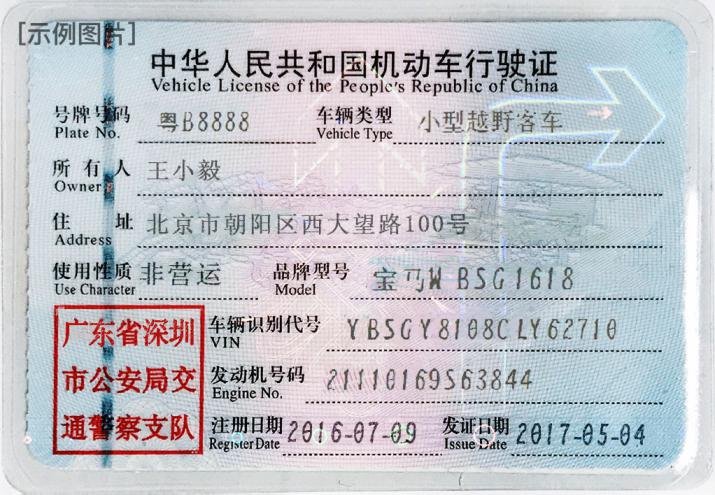 [示例图片]
中华人民共和国机动车行驶证
Vehicle License of the People's Republic of China
号牌号码 粤B8888 车辆类型 小型越野客车
Plate No. Vehicle Type
所有人 王小毅
Owner
住址 北京市朝阳区西大望路100号
Address
使用性质 非营运 品牌型号 宝马W BSG1618
Use Character Model
广东省深圳 车辆识别代号 YBSGY8108CLY62710
VIN
市公安局交 发动机号码 21110169563844
Engine No.
通警察支队 注册日期 2016-07-09 发证日期 2017-05-04
Register Date Issue Date